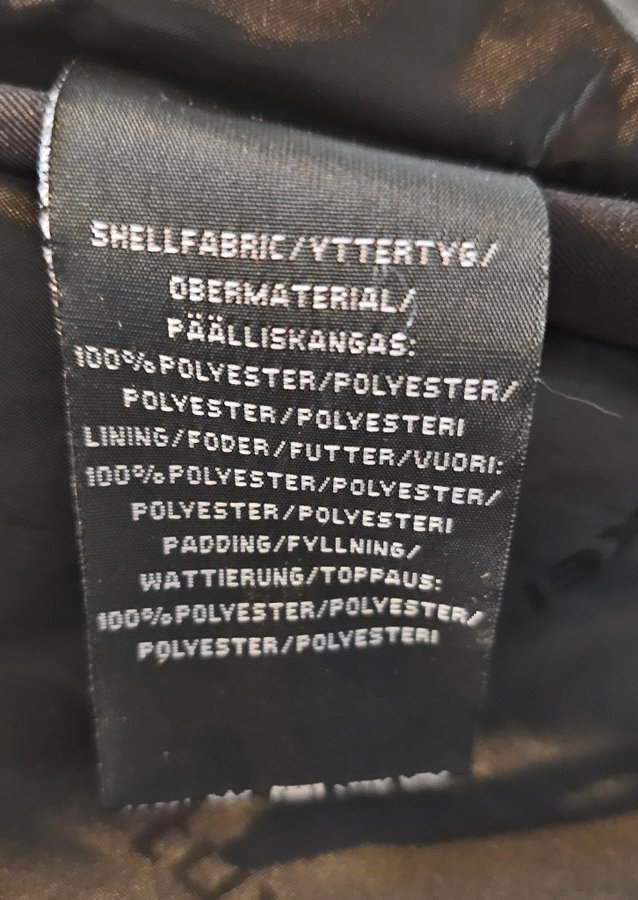 SHELLFABRIC/YTTERTYG/
OBERMATERIAL/
PÄÄLLISKANGAS:
100%POLYESTER/POLYESTER/
POLYESTER/POLYESTERI
LINING/FODER/FUTTER/VUORI:
100%POLYESTER/POLYESTER/
POLYESTER/POLYESTERI
PADDING/FYLLNING/
WATTIERUNG/TOPPAUS:
100%POLYESTER/POLYESTER/
POLYESTER/POLYESTERI